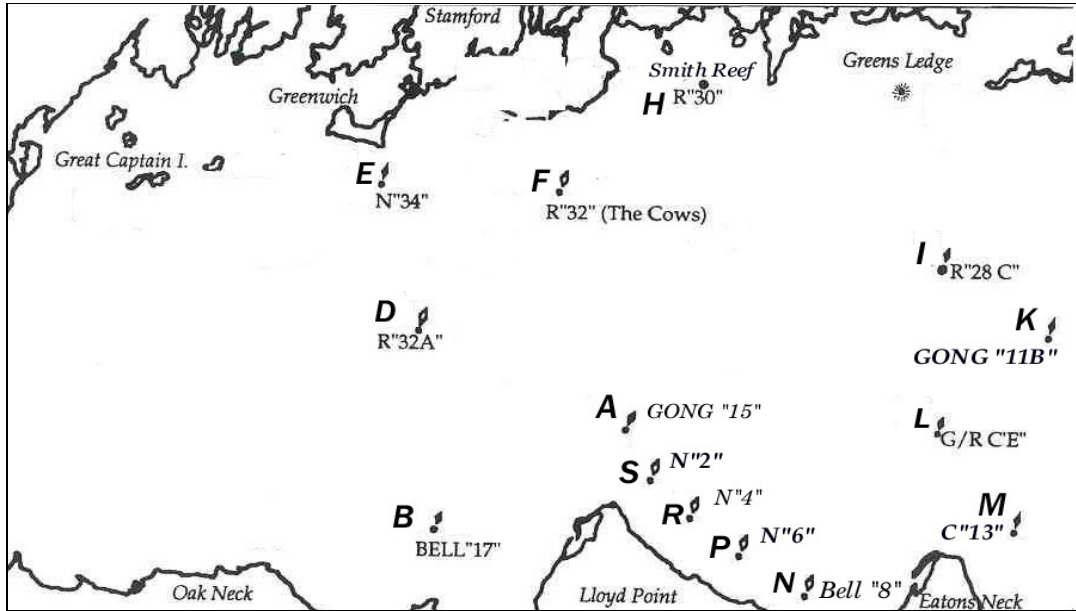 Stamford
Smith Reef
Greens Ledge
Greenwich
H R"30"
Great Captain I.
E
N"34"
F
R"32" (The Cows)
I
R"28 C"
D
R"32A"
K
GONG "11B"
A GONG "15"
L
G/R C'E"
S N"2"
R N"4"
M
C"13"
B
BELL"17"
P N"6"
N Bell "8"
Oak Neck
Lloyd Point
Eatons Neck